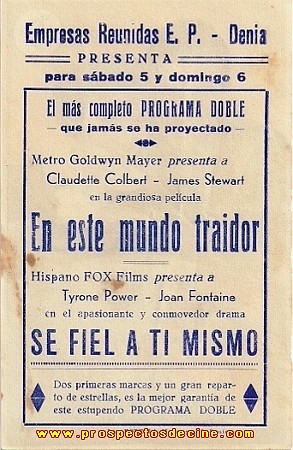 Empresas Reunidas E. P. - Denia
PRESENTA
para sábado 5 y domingo 6
El más completo PROGRAMA DOBLE
que jamás se ha proyectado
Metro Goldwyn Mayer presenta a
Claudette Colbert - James Stewart
en la grandiosa película
En este mundo traidor
Hispano FOX Films presenta a
Tyrone Power - Joan Fontaine
en el apasionante y conmovedor drama
SE FIEL A TI MISMO
Dos primeras marcas y un gran repar-
to de estrellas, es la mejor garantía de
este estupendo PROGRAMA DOBLE
www.prospectosdecine.com